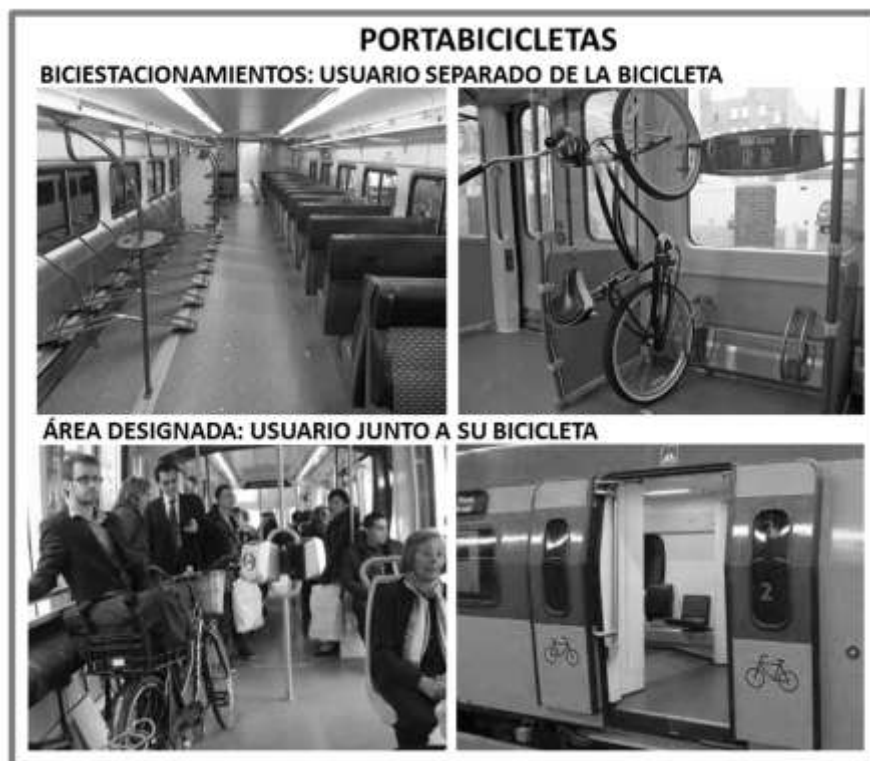 PORTABICICLETAS
BICIESTACIONAMIENTOS: USUARIO SEPARADO DE LA BICICLETA
ÁREA DESIGNADA: USUARIO JUNTO A SU BICICLETA
2